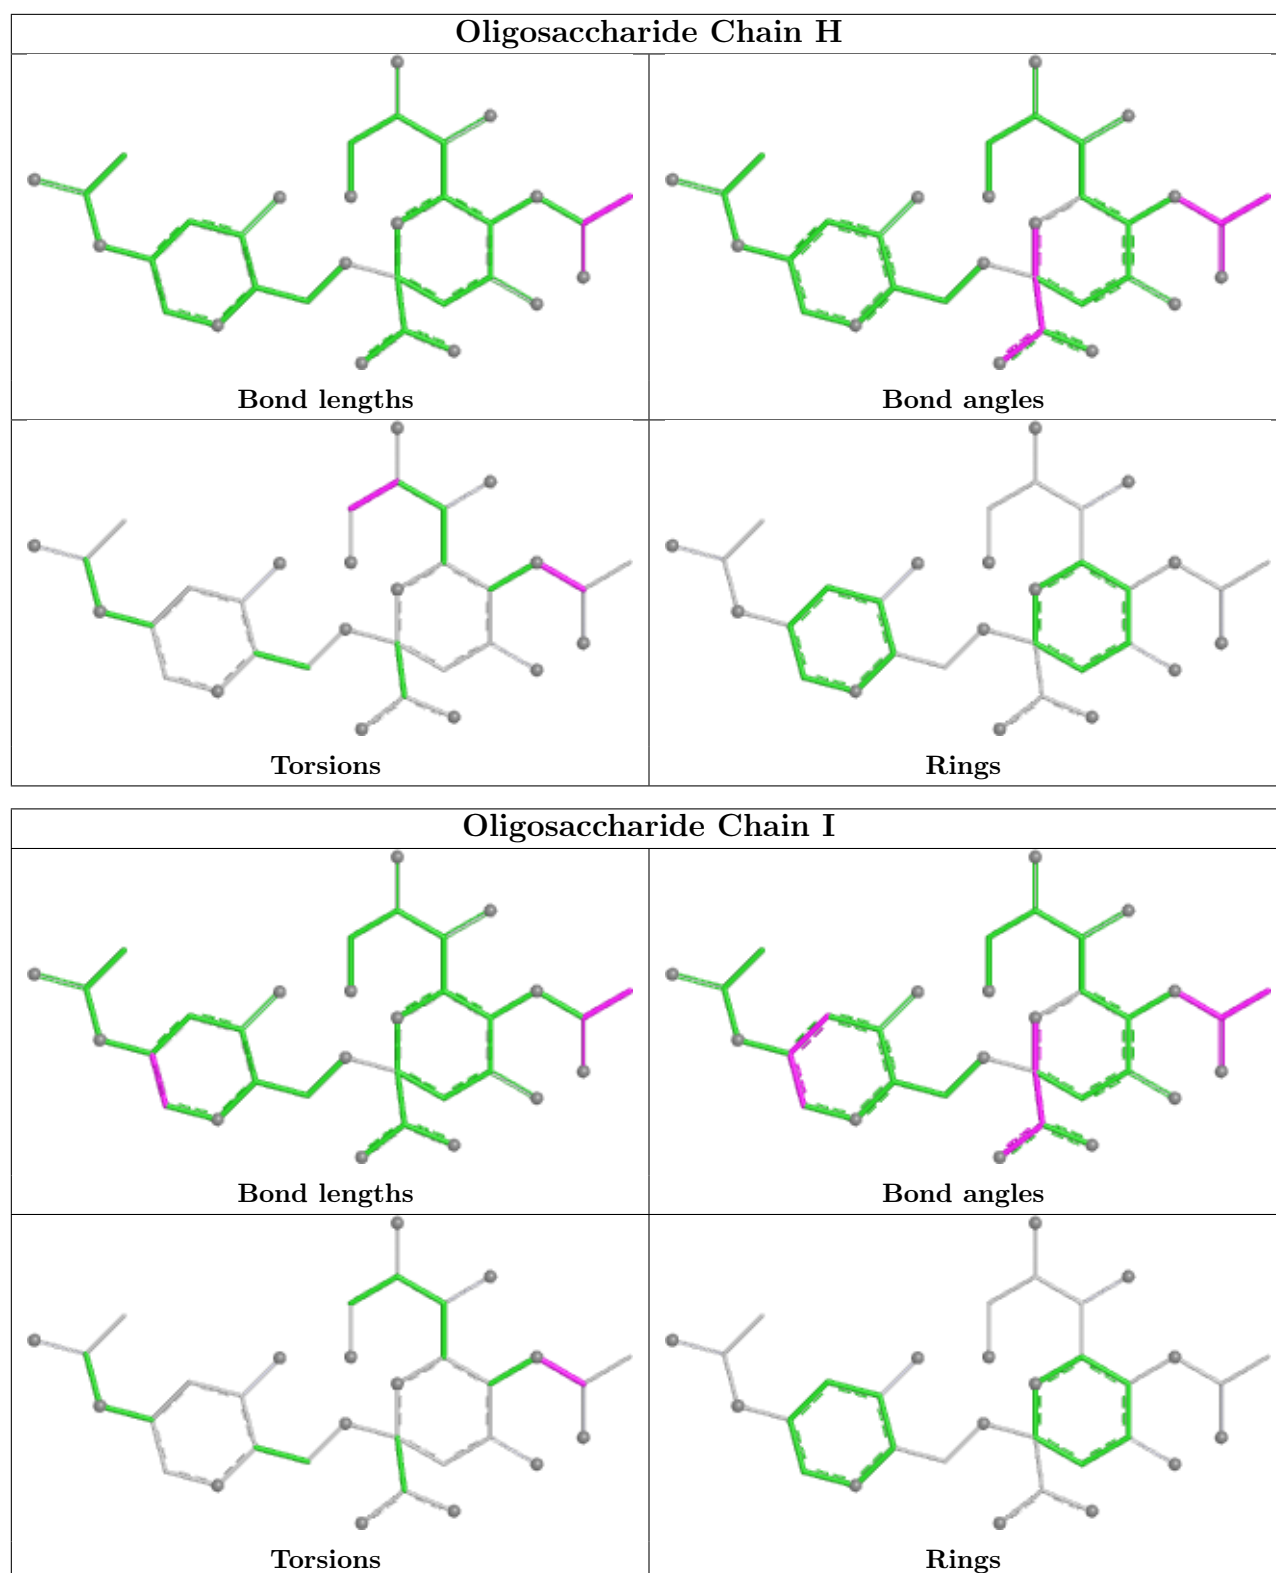 Oligosaccharide Chain H
Bond lengths
Bond angles
Torsions
Rings
Oligosaccharide Chain I
Bond lengths
Bond angles
Torsions
Rings